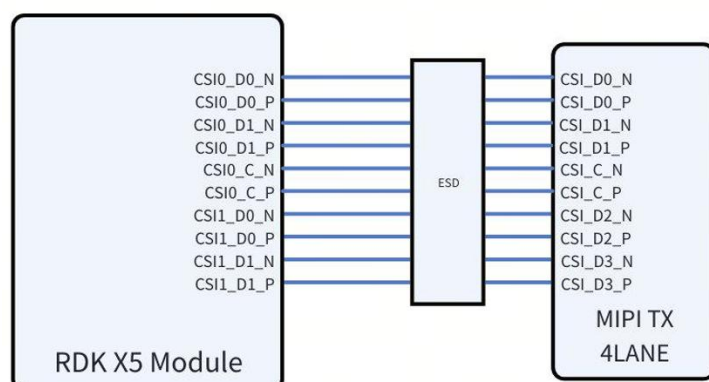 CSI0_D0_N
CSI0_D0_P
CSI0_D1_N
CSI0_D1_P
CSI0_C_N
CSI0_C_P
CSI1_D0_N
CSI1_D0_P
CSI1_D1_N
CSI1_D1_P
RDK X5 Module
ESD
CSI_D0_N
CSI_D0_P
CSI_D1_N
CSI_D1_P
CSI_C_N
CSI_C_P
CSI_D2_N
CSI_D2_P
CSI_D3_N
CSI_D3_P
MIPI TX
4LANE